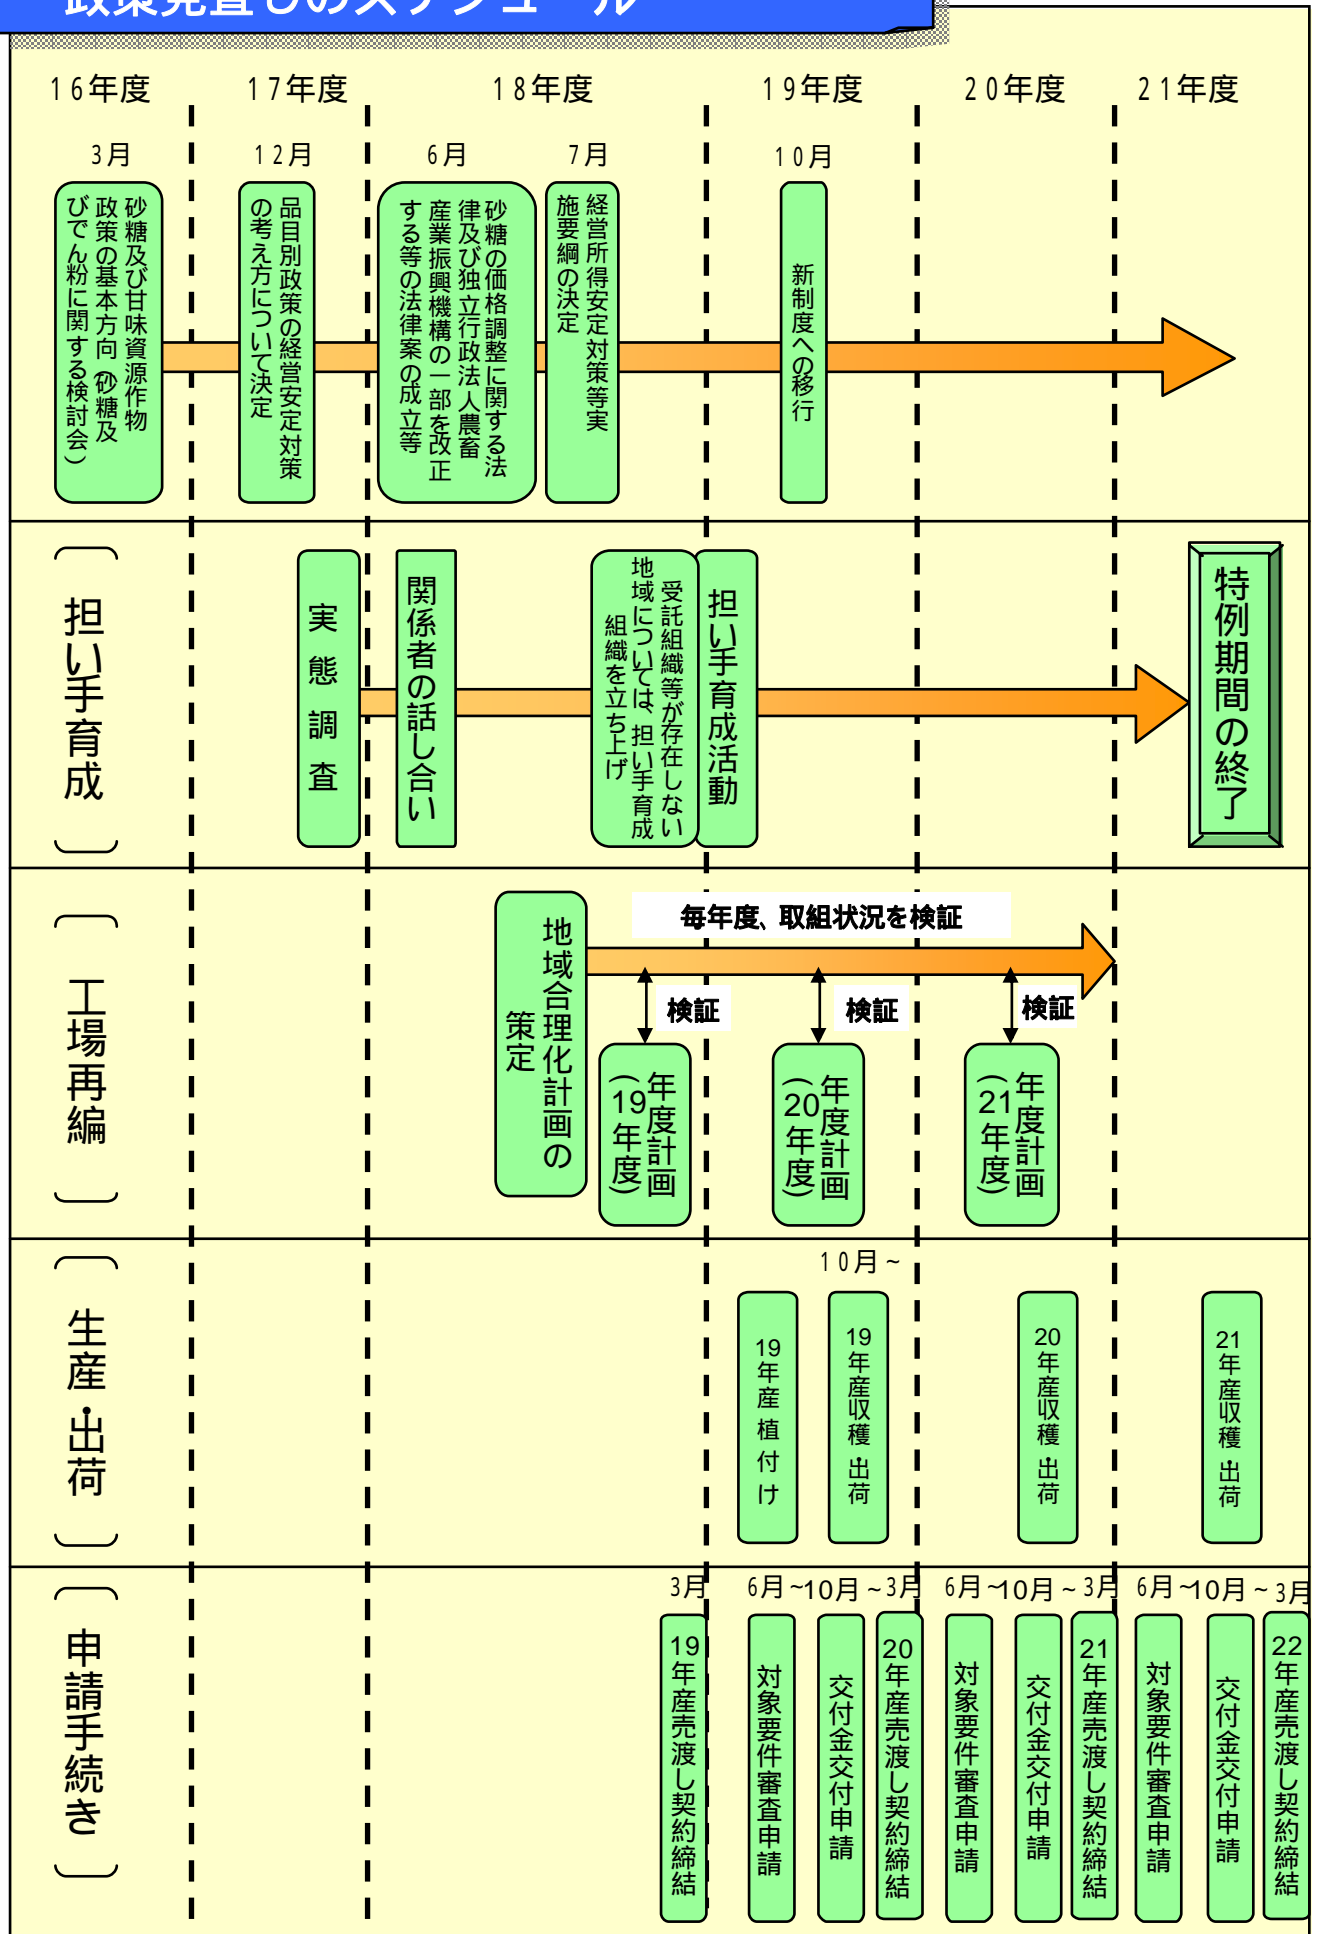 政策見直しのスケジュール
16年度
17年度
18年度
19年度
20年度
21年度
3月
12月
6月
7月
10月
砂糖及び甘味資源作物
政策の基本方向（砂糖及
びでん粉に関する検討会）
品目別政策の経営安定対策
の考え方について決定
砂糖の価格調整に関する法
律及び独立行政法人農畜
産業振興機構の一部を改正
する等の法律案の成立等
経営所得安定対策等実
施要綱の決定
新制度への移行
担い手育成
実態調査
関係者の話し合い
受託組織等が存在しない
地域については、担い手育成
組織を立ち上げ
担い手育成活動
特例期間の終了
工場再編
地域合理化計画の
策定
毎年度、取組状況を検証
検証
検証
検証
年度計画
（19年度）
年度計画
（20年度）
年度計画
（21年度）
生産・出荷
10月～
19年産植付け
19年産収穫・出荷
20年産収穫・出荷
21年産収穫・出荷
申請手続き
3月
6月～
10月～
3月
6月～
10月～
3月
6月～
10月～
3月
19年産売渡し契約締結
対象要件審査申請
交付金交付申請
20年産売渡し契約締結
対象要件審査申請
交付金交付申請
21年産売渡し契約締結
対象要件審査申請
交付金交付申請
22年産売渡し契約締結